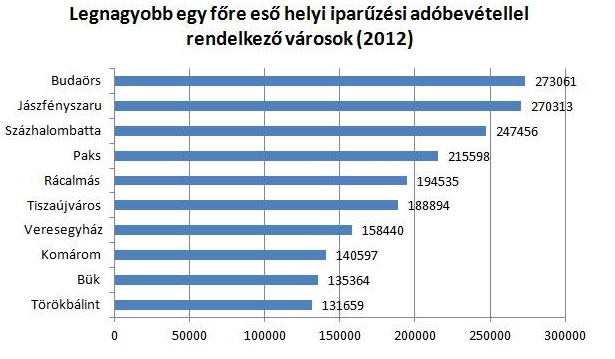 Legnagyobb egy főre eső helyi iparűzési adóbevétellel
rendelkező városok (2012)
Budaörs 273061
Jászfényszaru 270313
Százhalombatta 247456
Paks 215598
Rácalmás 194535
Tiszaújváros 188894
Veresegyház 158440
Komárom 140597
Bük 135364
Törökbálint 131659
0 50000 100000 150000 200000 250000 300000